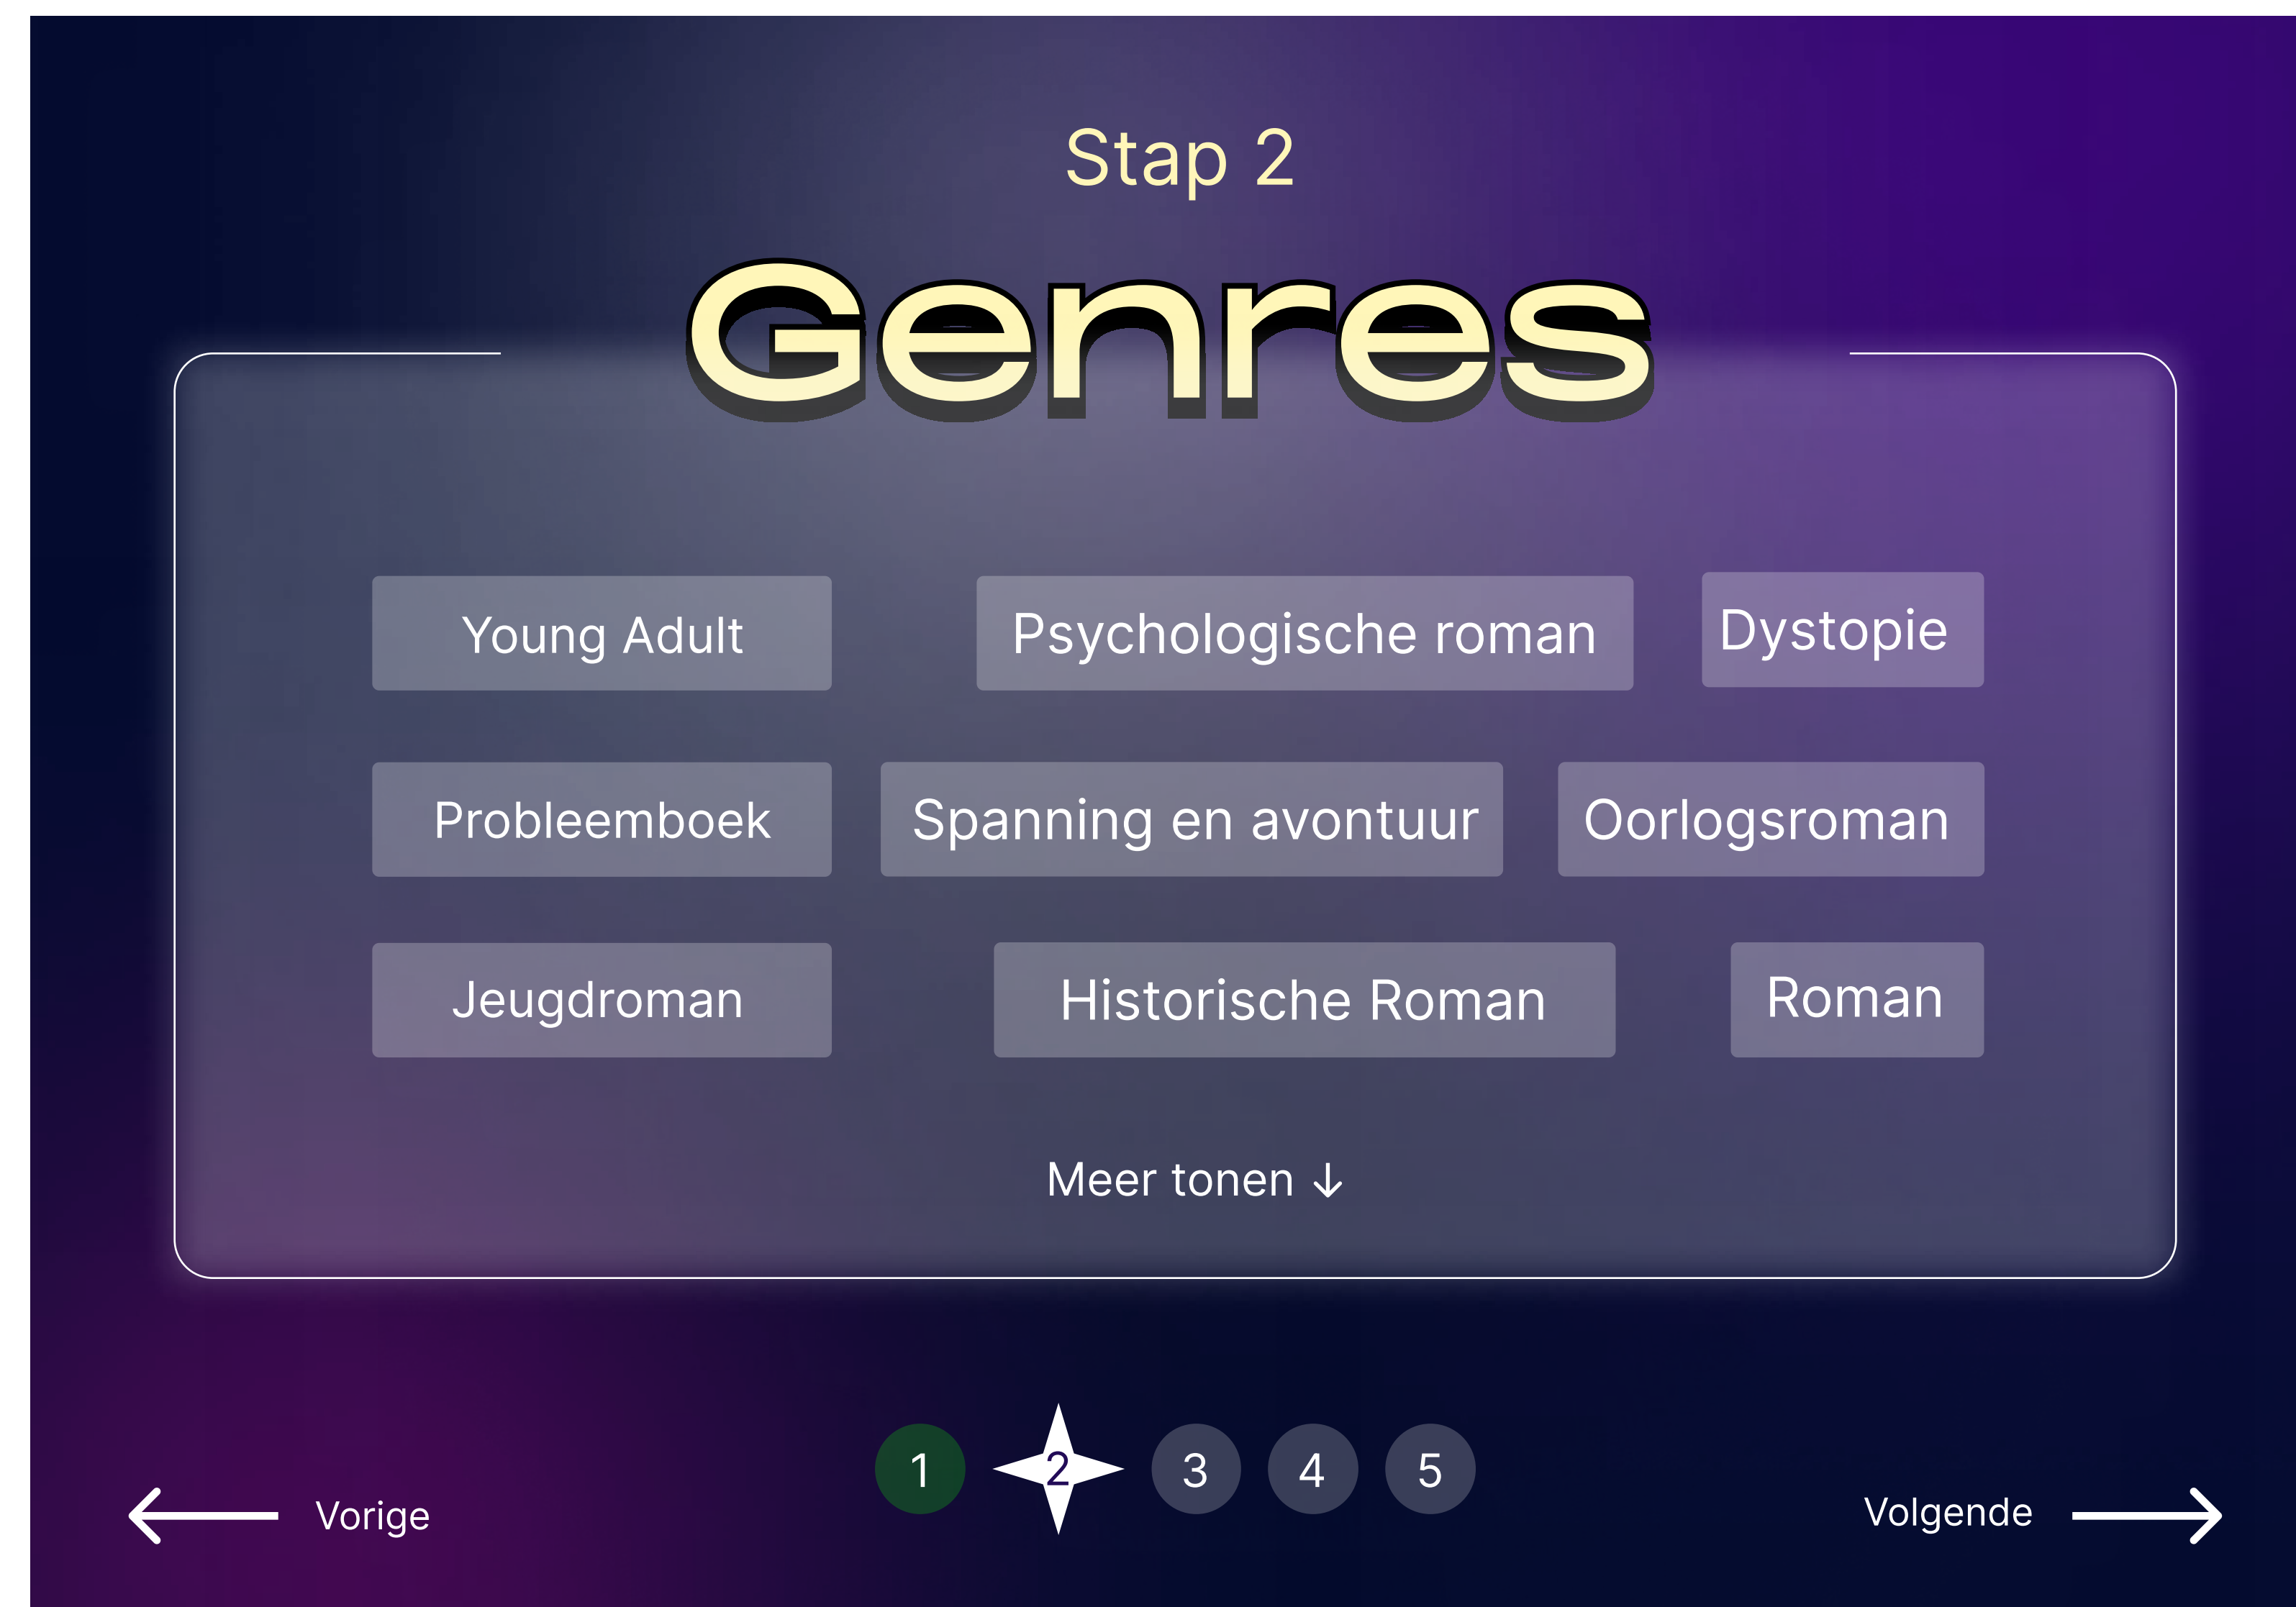 Stap 2
Genres
Young Adult
Psychologische roman
Dystopie
Probleemboek
Spanning en avontuur
Oorlogsroman
Jeugdroman
Historische Roman
Roman
Meer tonen ↓
1 2 3 4 5
Vorige
Volgende